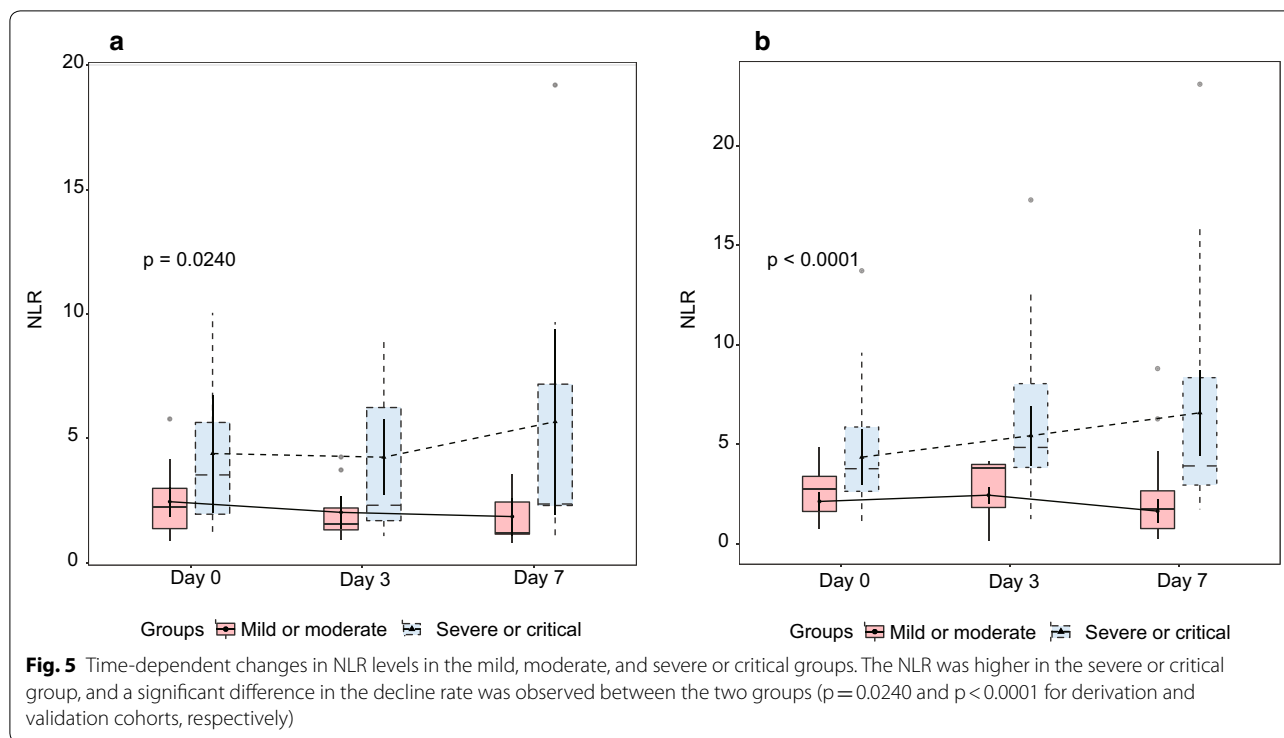 a
20
15
10
5
0
NLR
p = 0.0240
Day 0 Day 3 Day 7
Groups Mild or moderate Severe or critical
b
20
15
10
5
0
NLR
p < 0.0001
Day 0 Day 3 Day 7
Groups Mild or moderate Severe or critical
Fig. 5 Time-dependent changes in NLR levels in the mild, moderate, and severe or critical groups. The NLR was higher in the severe or critical
group, and a significant difference in the decline rate was observed between the two groups (p = 0.0240 and p < 0.0001 for derivation and
validation cohorts, respectively)